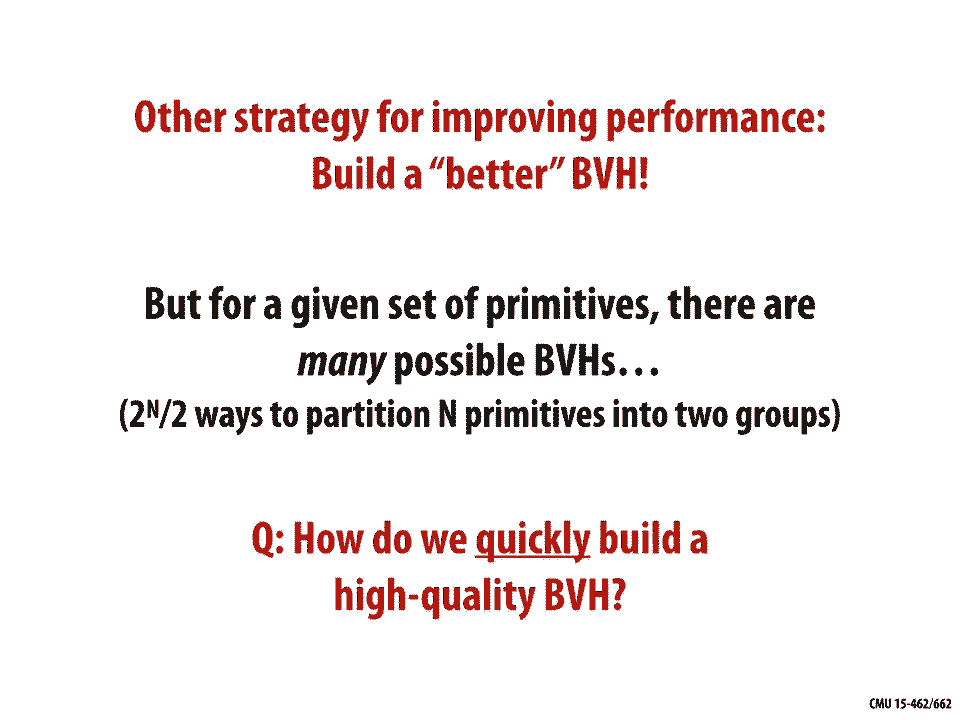 Other strategy for improving performance:
Build a “better” BVH!
But for a given set of primitives, there are
many possible BVHs…
(2ᴺ/2 ways to partition N primitives into two groups)
Q: How do we quickly build a
high-quality BVH?
CMU 15-462/662